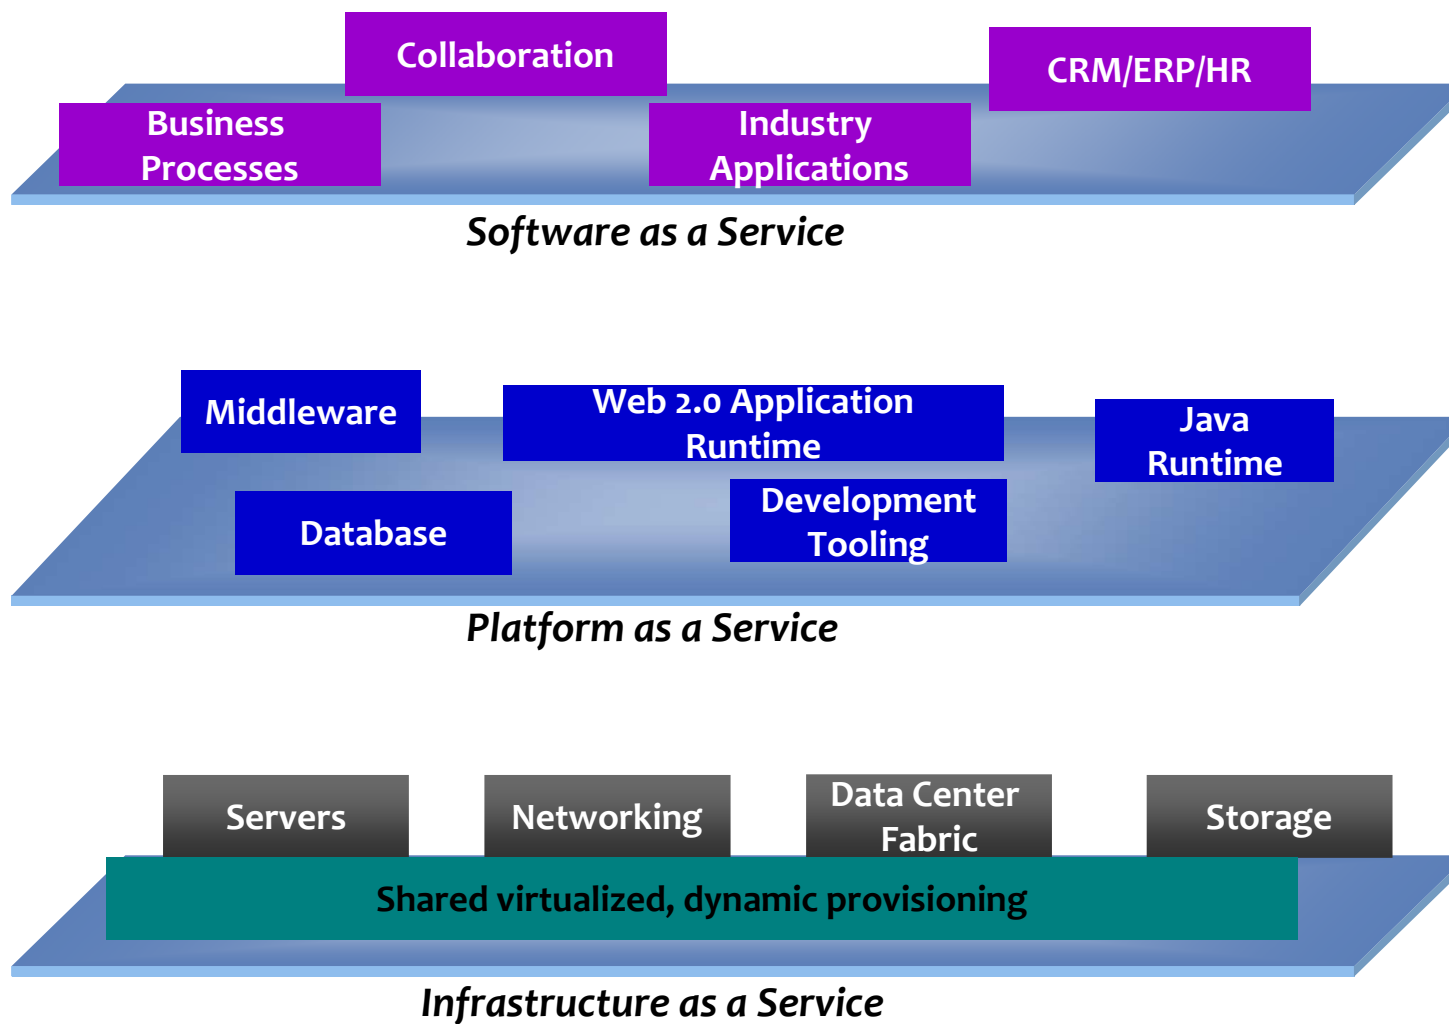 Collaboration
CRM/ERP/HR
Business
Processes
Industry
Applications
Software as a Service
Middleware
Web 2.0 Application
Runtime
Java
Runtime
Database
Development
Tooling
Platform as a Service
Servers
Networking
Data Center
Fabric
Storage
Shared virtualized, dynamic provisioning
Infrastructure as a Service